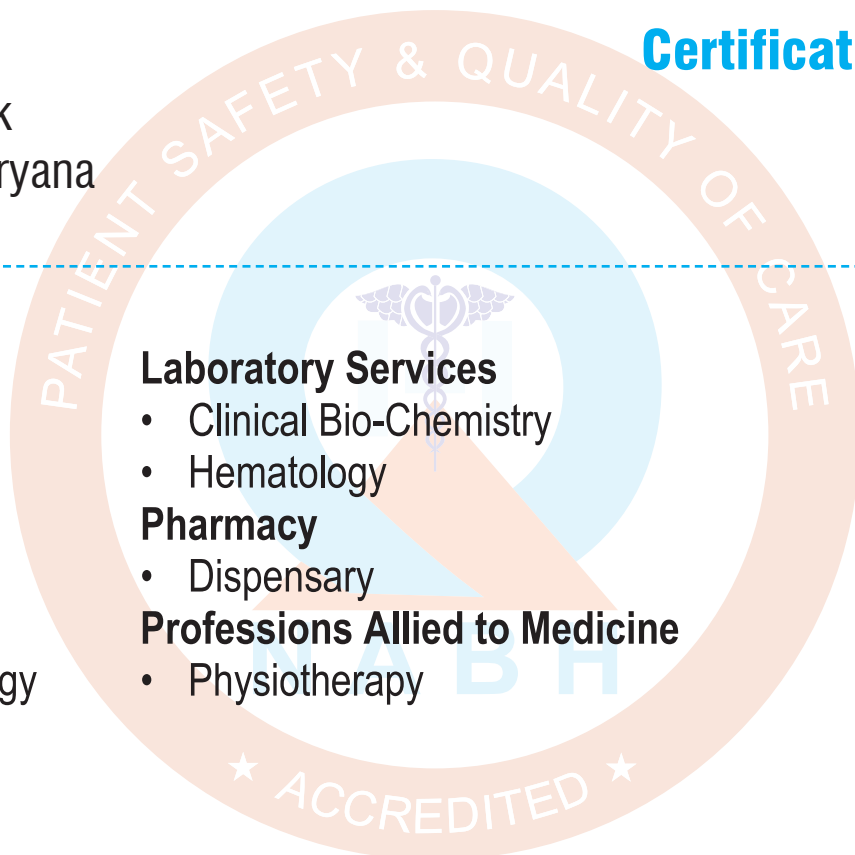 Certificat
k
ryana
PATIENT SAFETY & QUALITY OF CARE
Laboratory Services
• Clinical Bio-Chemistry
• Hematology
Pharmacy
• Dispensary
Professions Allied to Medicine
gy
• Physiotherapy
NABH
★ ACCREDITED ★